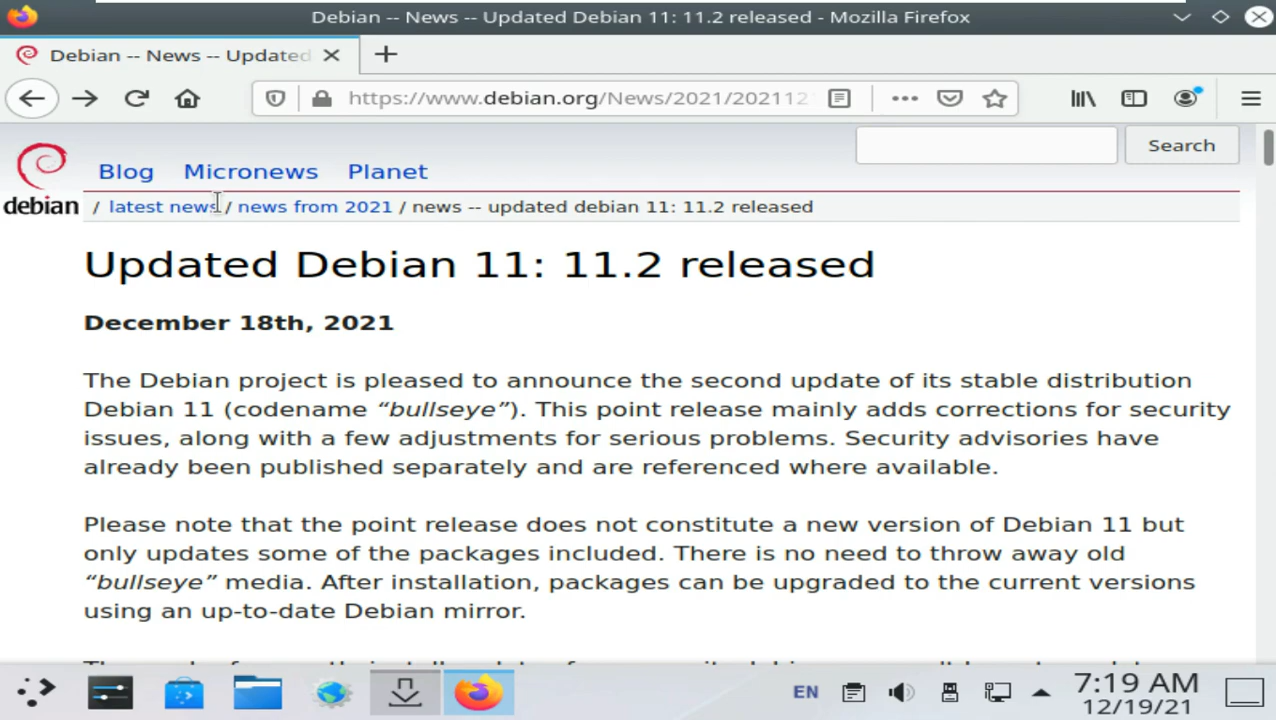 Debian -- News -- Updated Debian 11: 11.2 released - Mozilla Firefox
Debian -- News -- Updated
https://www.debian.org/News/2021/202112
Search
Blog Micronews Planet
debian
/ latest news / news from 2021 / news -- updated debian 11: 11.2 released
Updated Debian 11: 11.2 released
December 18th, 2021
The Debian project is pleased to announce the second update of its stable distribution
Debian 11 (codename “bullseye”). This point release mainly adds corrections for security
issues, along with a few adjustments for serious problems. Security advisories have
already been published separately and are referenced where available.
Please note that the point release does not constitute a new version of Debian 11 but
only updates some of the packages included. There is no need to throw away old
“bullseye” media. After installation, packages can be upgraded to the current versions
using an up-to-date Debian mirror.
EN
7:19 AM
12/19/21